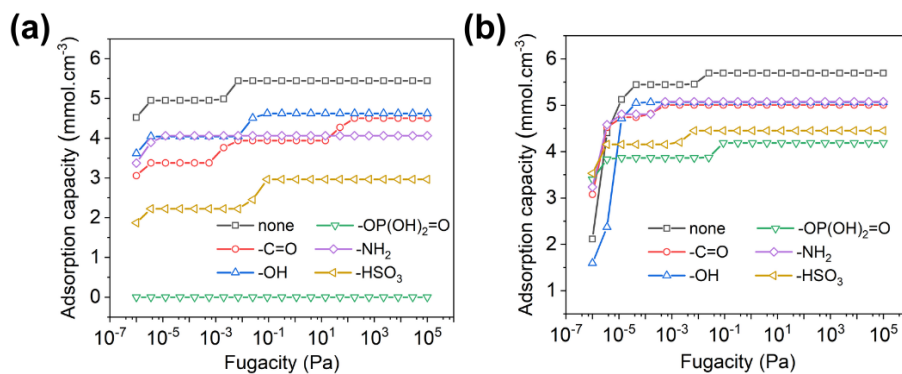 (a)
Adsorption capacity (mmol.cm⁻³)
6
5
4
3
2
1
0
none
-C=O
-OH
-OP(OH)₂=O
-NH₂
-HSO₃
10⁻⁷ 10⁻⁵ 10⁻³ 10⁻¹ 10¹ 10³ 10⁵
Fugacity (Pa)
(b)
Adsorption capacity (mmol.cm⁻³)
6
5
4
3
2
1
none
-C=O
-OH
-OP(OH)₂=O
-NH₂
-HSO₃
10⁻⁷ 10⁻⁵ 10⁻³ 10⁻¹ 10¹ 10³ 10⁵
Fugacity (Pa)